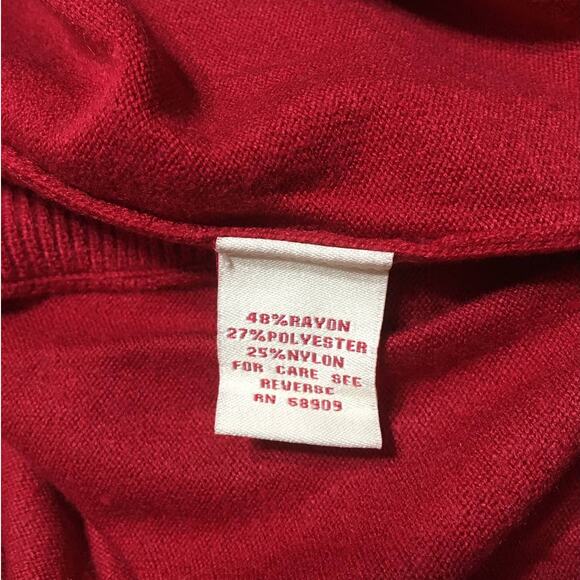 48%RAYON
27%POLYESTER
25%NYLON
FOR CARE SEE
REVERSE
RN 68909